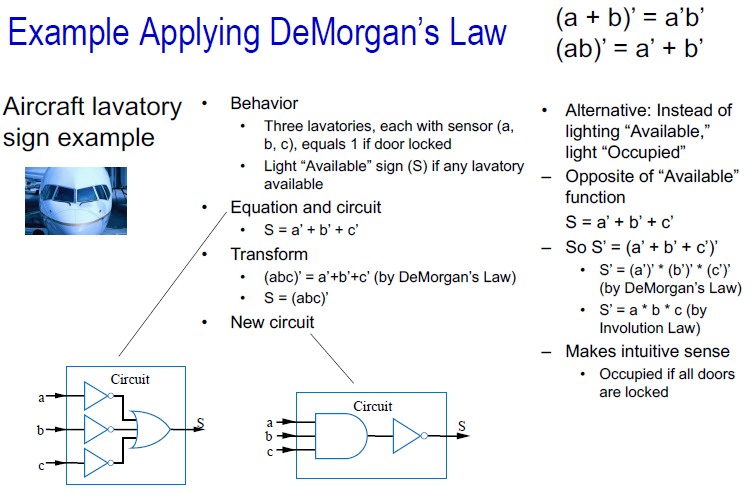 Example Applying DeMorgan's Law
(a + b)' = a'b'
(ab)' = a' + b'
Aircraft lavatory
sign example
• Behavior
• Three lavatories, each with sensor (a,
b, c), equals 1 if door locked
• Light “Available” sign (S) if any lavatory
available
• Equation and circuit
• S = a' + b' + c'
• Transform
• (abc)' = a'+b'+c' (by DeMorgan's Law)
• S = (abc)'
• New circuit
• Alternative: Instead of
lighting “Available,”
light “Occupied”
– Opposite of “Available”
function
S = a' + b' + c'
– So S' = (a' + b' + c')'
• S' = (a')' * (b')' * (c')'
(by DeMorgan's Law)
• S' = a * b * c (by
Involution Law)
– Makes intuitive sense
• Occupied if all doors
are locked
Circuit
a
b
c
S
Circuit
a
b
c
S